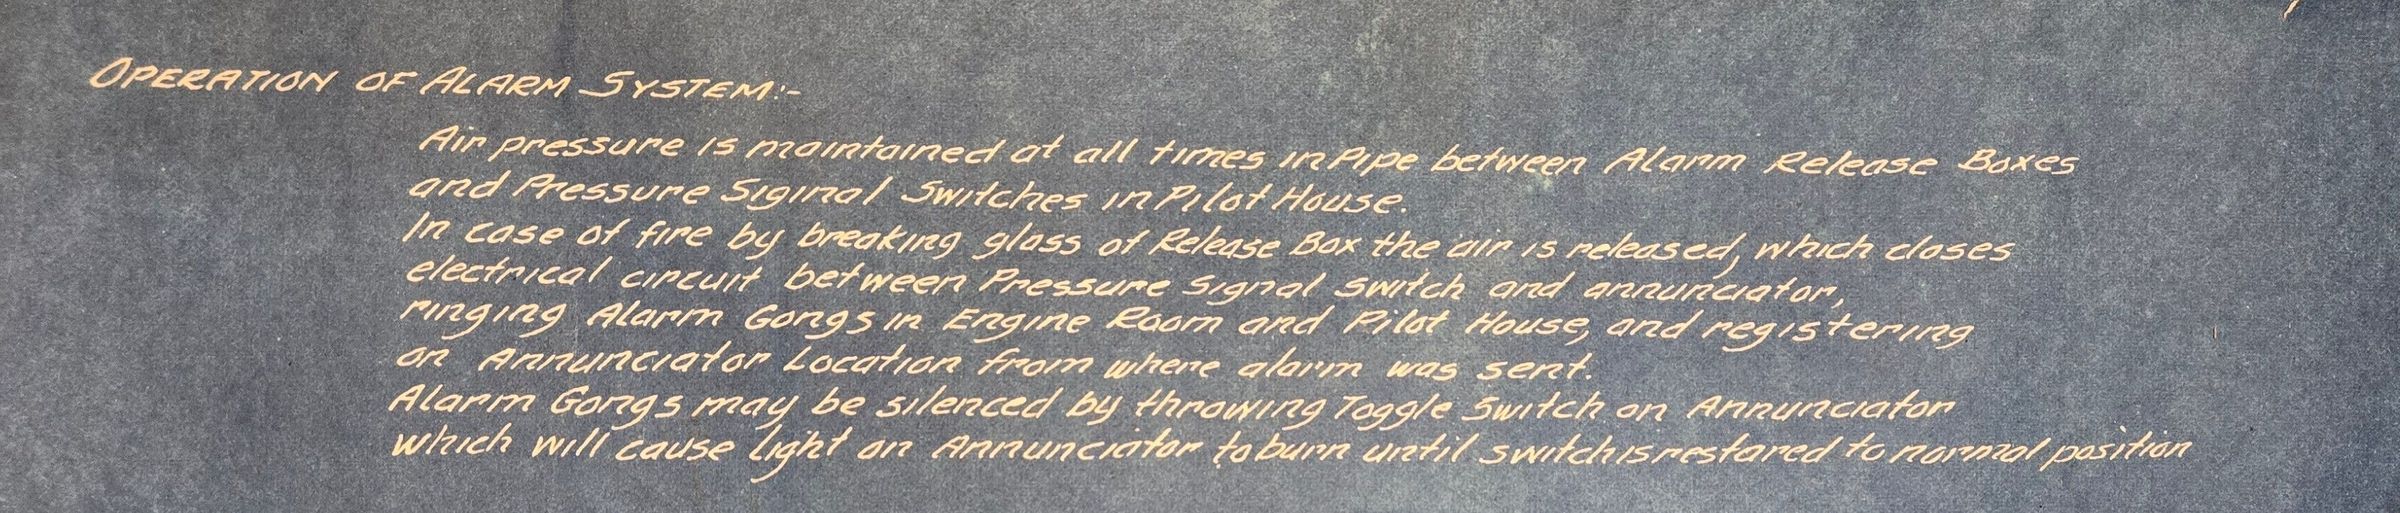 OPERATION OF ALARM SYSTEM:-
Air pressure is maintained at all times in Pipe between Alarm Release Boxes
and Pressure Siginal Switches in Pilot House.
In case of fire by breaking glass of Release Box the air is released, which closes
electrical circuit between Pressure Signal Switch and annunciator,
ringing Alarm Gongs in Engine Room and Pilot House, and registering
on Annunciator Location from where alarm was sent.
Alarm Gongs may be silenced by throwing Toggle Switch on Annunciator
which will cause light on Annunciator to burn until switch is restored to normal position